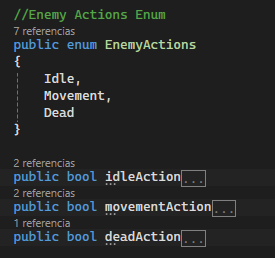 //Enemy Actions Enum
7 referencias
public enum EnemyActions
{
Idle,
Movement,
Dead
}
2 referencias
public bool idleAction...
2 referencias
public bool movementAction...
1 referencia
public bool deadAction...